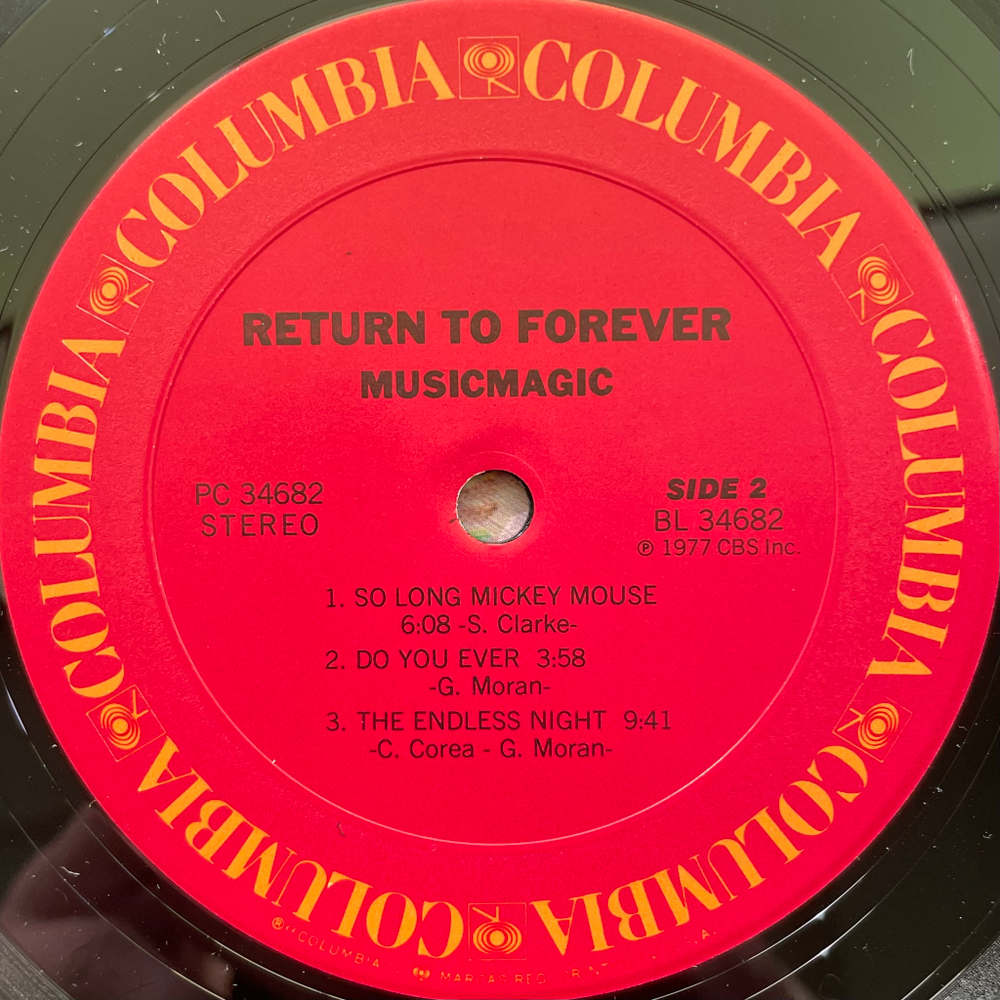 COLUMBIA COLUMBIA COLUMBIA COLUMBIA COLUMBIA COLUMBIA
RETURN TO FOREVER
MUSICMAGIC
PC 34682
STEREO
SIDE 2
BL 34682
℗ 1977 CBS Inc.
1. SO LONG MICKEY MOUSE
6:08 -S. Clarke-
2. DO YOU EVER 3:58
-G. Moran-
3. THE ENDLESS NIGHT 9:41
-C. Corea - G. Moran-
® "COLUMBIA
MARCAS REG.